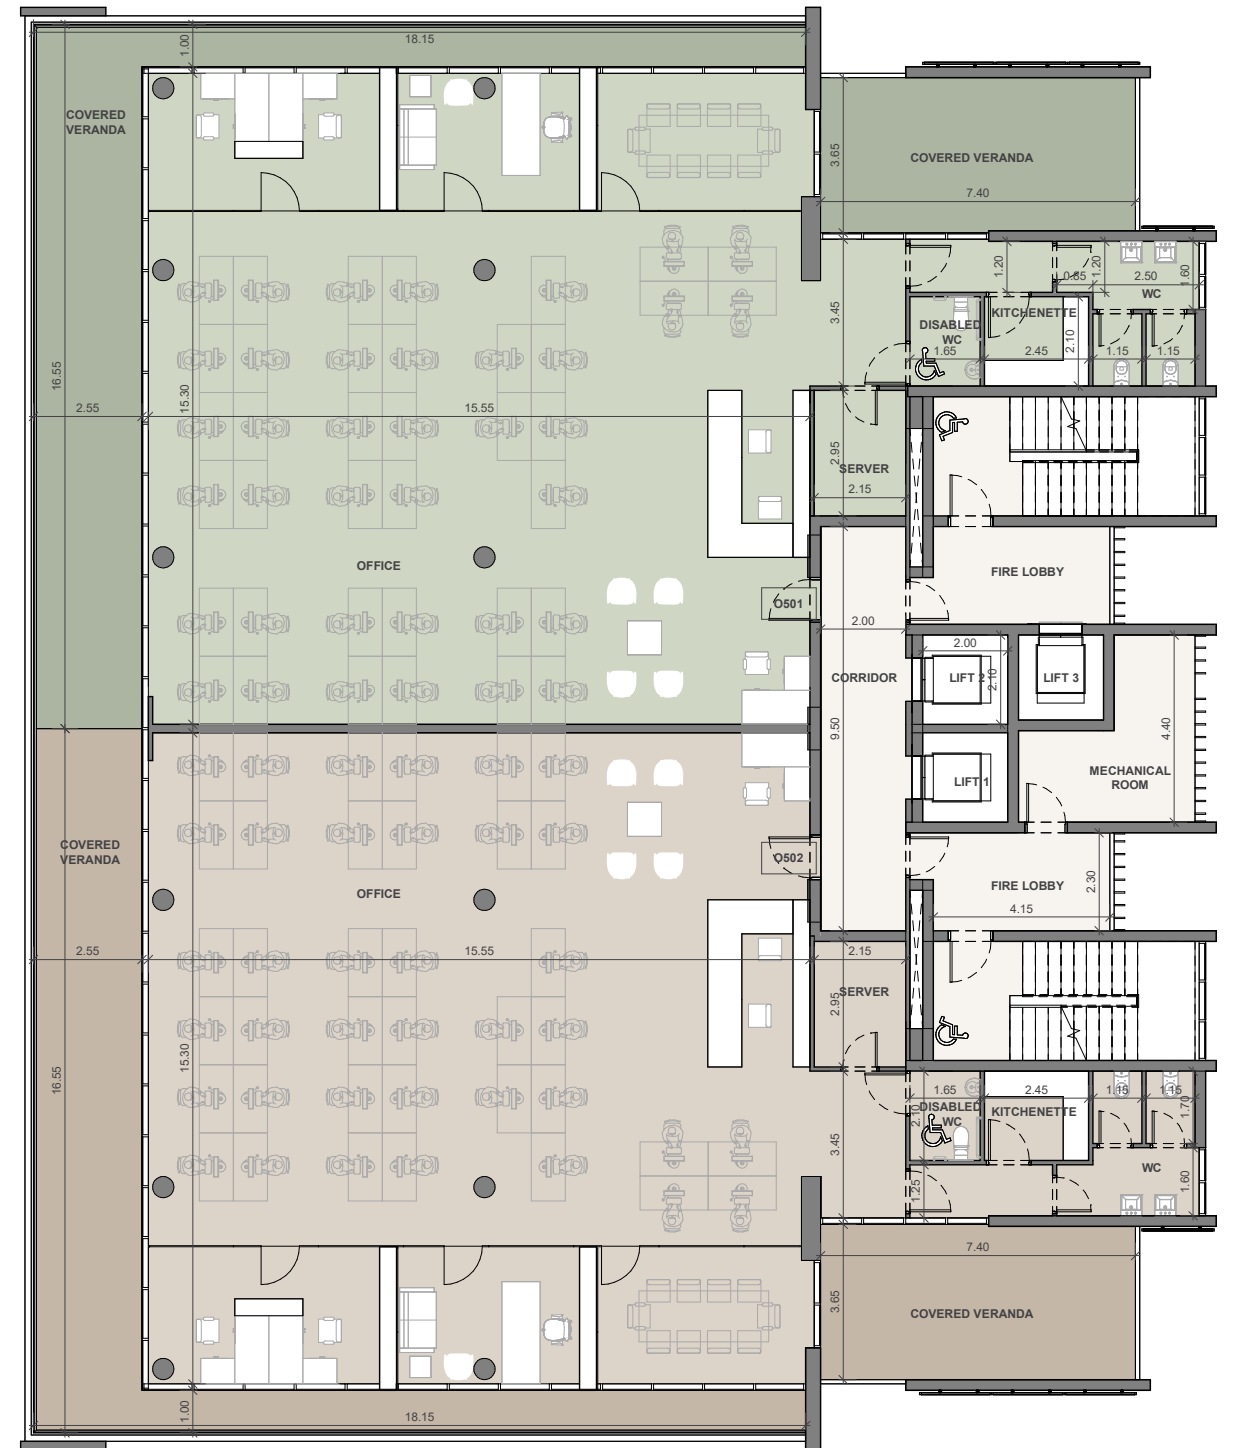 18.15
1.00
COVERED
VERANDA
3.65
COVERED VERANDA
7.40
1.20
0.85
1.20
2.50
1.60
WC
3.45
DISABLED
WC
KITCHENETTE
2.10
1.65
2.45
1.15
1.15
16.55
15.30
2.55
15.55
2.95
SERVER
2.15
OFFICE
FIRE LOBBY
O501
2.00
CORRIDOR
2.00
LIFT 2
2.10
LIFT 3
9.50
4.40
LIFT 1
MECHANICAL
ROOM
COVERED
VERANDA
O502
OFFICE
FIRE LOBBY
2.30
4.15
2.55
15.55
2.15
SERVER
2.95
16.55
15.30
1.65
2.45
1.15
1.15
DISABLED
WC
2.10
KITCHENETTE
1.70
3.45
WC
1.25
1.60
7.40
3.65
COVERED VERANDA
1.00
18.15